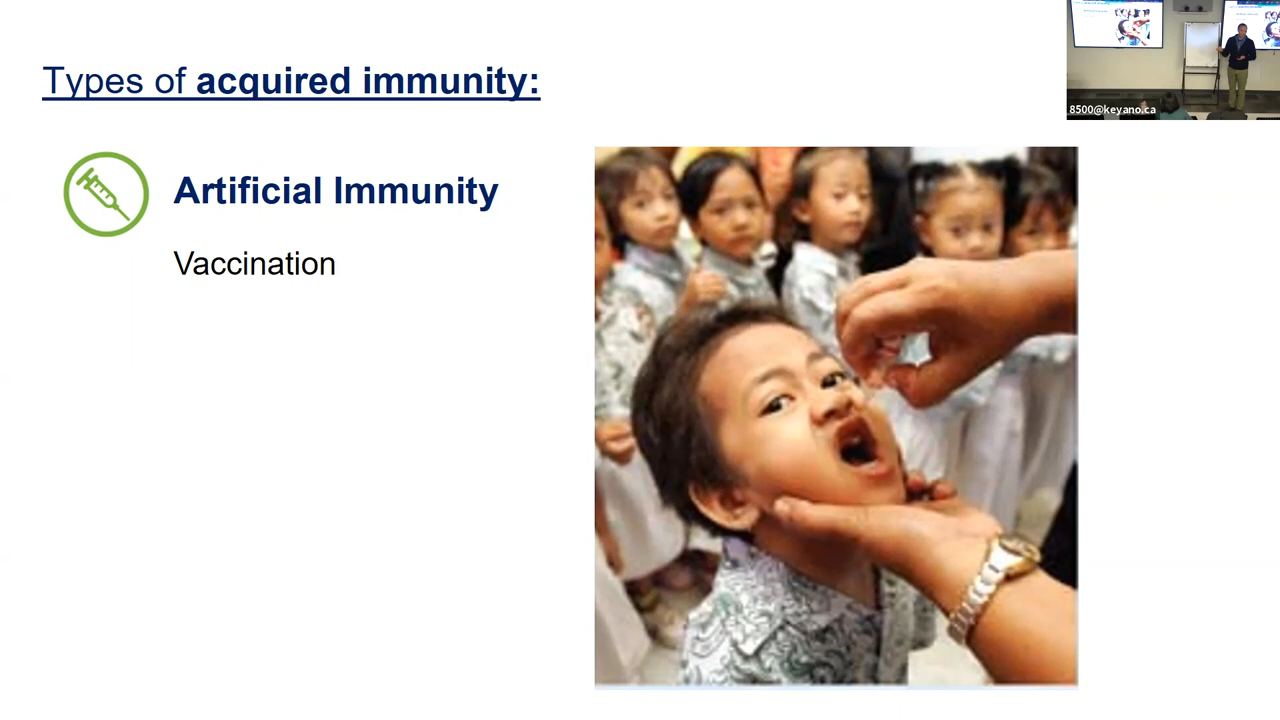 Types of acquired immunity:
Artificial Immunity
Vaccination
8500@keyano.ca